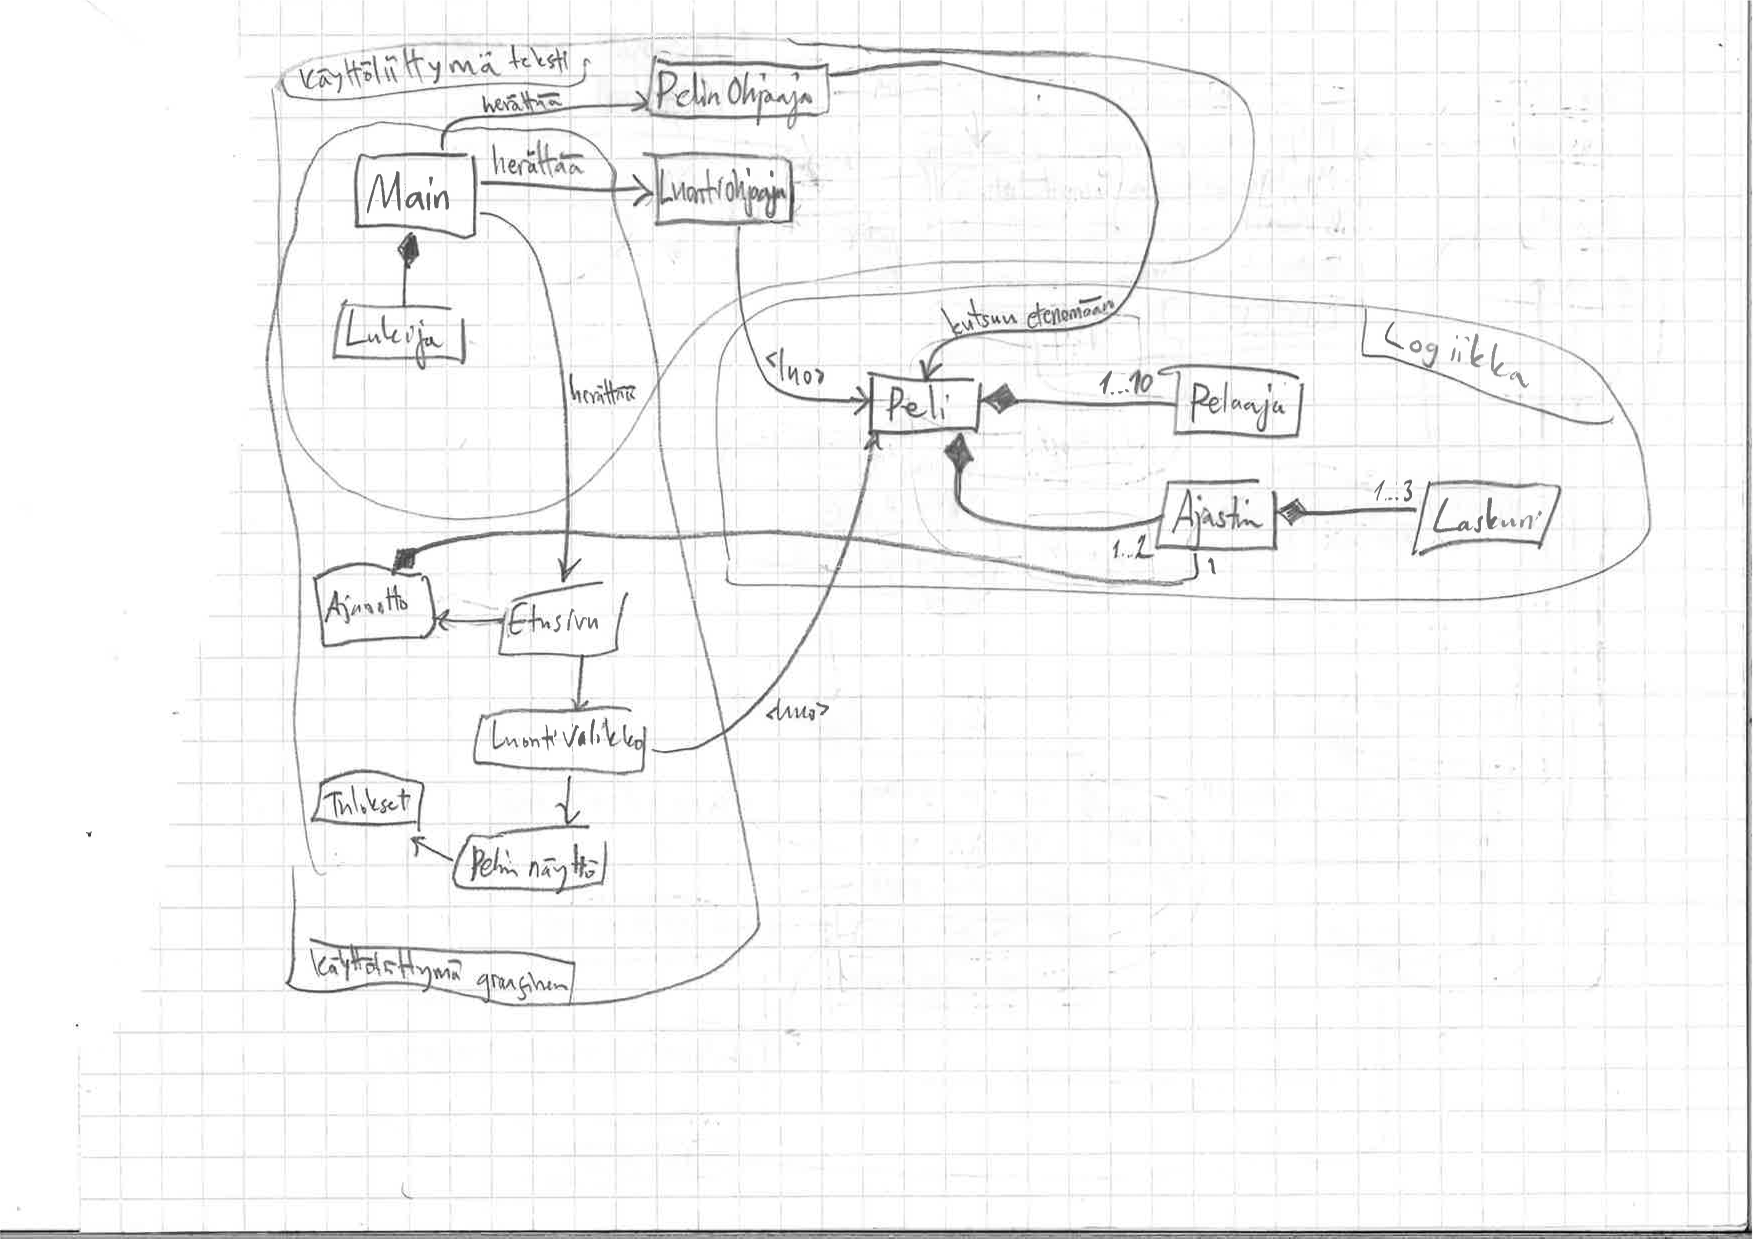 Käyttöliittymä teksti
Pelin Ohjaaja
herättää
Main
herättää
Luontiohjaaja
Lukija
herättää
kutsuu etenemään
Logiikka
<luo>
Peli
1...10
Pelaaja
Ajastin
1...3
Laskuri
1...2
1
Ajanotto
Etusivu
Luontivalikko
<luo>
Tulokset
Pelin näyttö
Käyttöliittymä graafinen